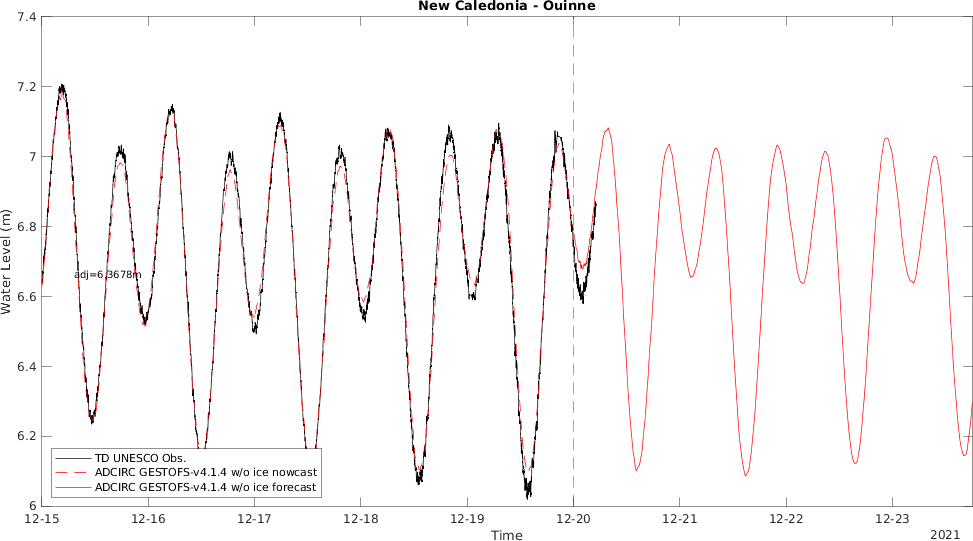 New Caledonia - Ouinne
7.4
7.2
7
6.8
6.6
6.4
6.2
6
Water Level (m)
adj=6.3678m
TD UNESCO Obs.
ADCIRC GESTOFS-v4.1.4 w/o ice nowcast
ADCIRC GESTOFS-v4.1.4 w/o ice forecast
12-15 12-16 12-17 12-18 12-19 12-20 12-21 12-22 12-23
Time
2021